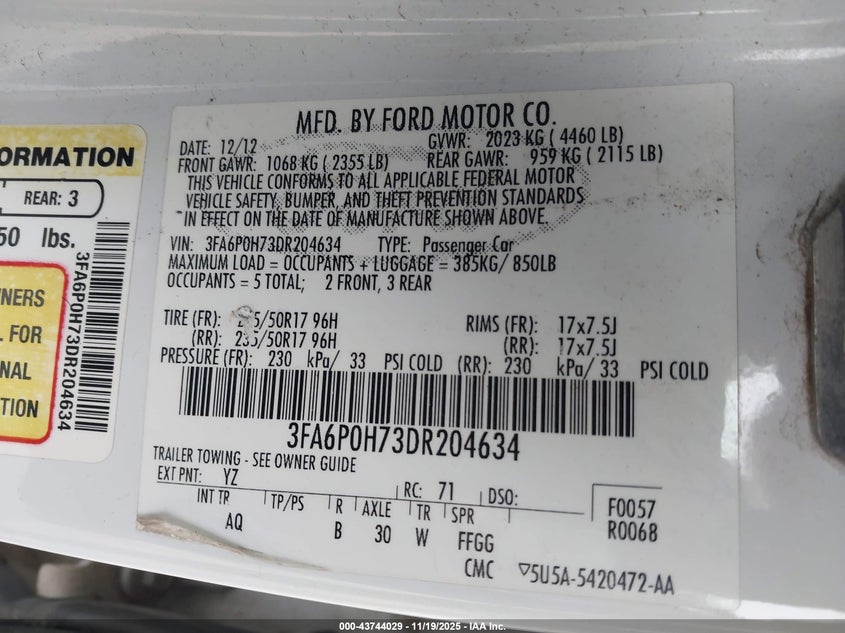 ORMATION
REAR: 3
50 lbs.
NERS
. FOR
NAL
TION
3FA6P0H73DR204634
MFD. BY FORD MOTOR CO.
DATE: 12/12 GVWR: 2023 KG ( 4460 LB)
FRONT GAWR: 1068 KG ( 2355 LB) REAR GAWR: 959 KG ( 2115 LB)
THIS VEHICLE CONFORMS TO ALL APPLICABLE FEDERAL MOTOR
VEHICLE SAFETY, BUMPER, AND THEFT PREVENTION STANDARDS
IN EFFECT ON THE DATE OF MANUFACTURE SHOWN ABOVE.
VIN: 3FA6P0H73DR204634 TYPE: Passenger Car
MAXIMUM LOAD = OCCUPANTS + LUGGAGE = 385KG/ 850LB
OCCUPANTS = 5 TOTAL; 2 FRONT, 3 REAR
TIRE (FR): 235/50R17 96H RIMS (FR): 17x7.5J
(RR): 235/50R17 96H (RR): 17x7.5J
PRESSURE (FR): 230 kPa/ 33 PSI COLD (RR): 230 kPa/ 33 PSI COLD
3FA6P0H73DR204634
TRAILER TOWING - SEE OWNER GUIDE
EXT PNT: YZ RC: 71 DSO: F0057
INT TR TP/PS R AXLE TR SPR R0068
AQ B 30 W FFGG
CMC 5U5A-5420472-AA
000-43744029 - 11/19/2025 - IAA Inc.